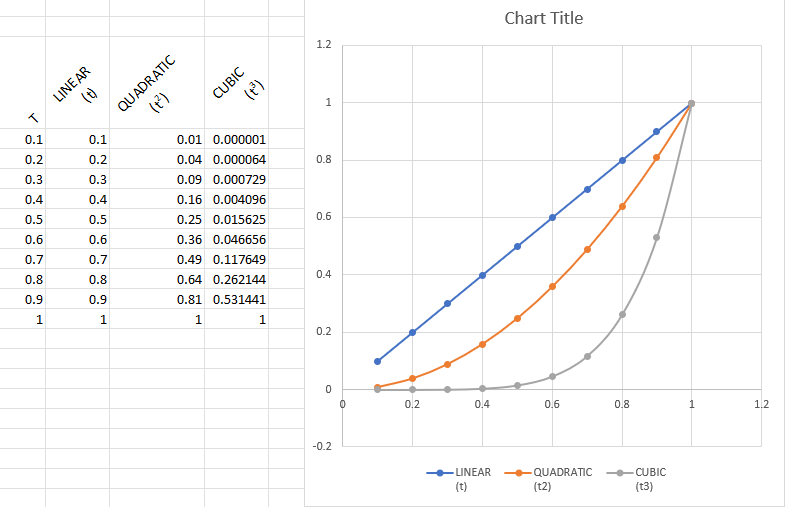 T LINEAR (t) QUADRATIC (t²) CUBIC (t³)
0.1 0.1 0.01 0.000001
0.2 0.2 0.04 0.000064
0.3 0.3 0.09 0.000729
0.4 0.4 0.16 0.004096
0.5 0.5 0.25 0.015625
0.6 0.6 0.36 0.046656
0.7 0.7 0.49 0.117649
0.8 0.8 0.64 0.262144
0.9 0.9 0.81 0.531441
1 1 1 1
Chart Title
1.2
1
0.8
0.6
0.4
0.2
0
-0.2
0 0.2 0.4 0.6 0.8 1 1.2
LINEAR QUADRATIC CUBIC
(t) (t2) (t3)